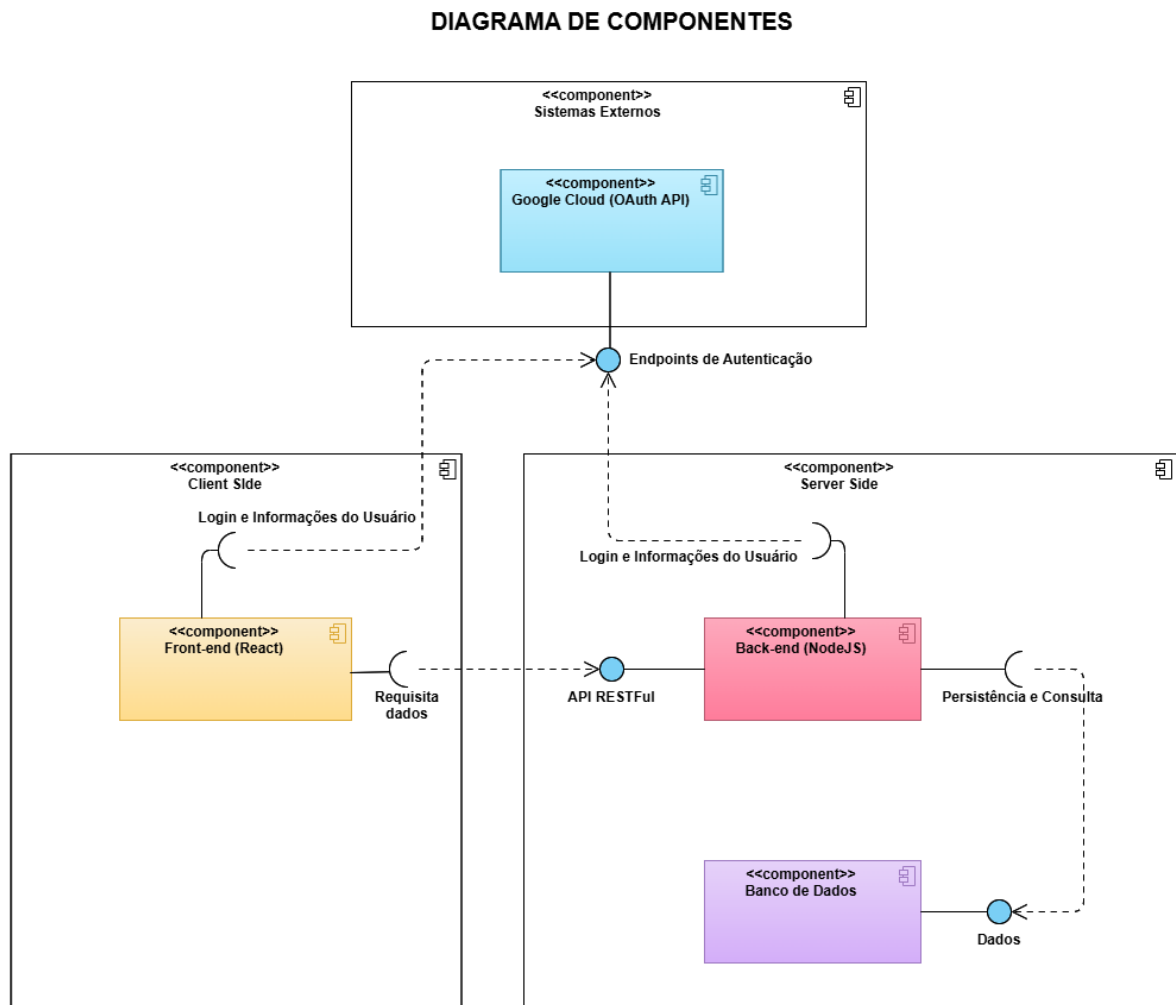 DIAGRAMA DE COMPONENTES
<<component>>
Sistemas Externos
<<component>>
Google Cloud (OAuth API)
Endpoints de Autenticação
<<component>>
Client SIde
Login e Informações do Usuário
<<component>>
Front-end (React)
Requisita
dados
<<component>>
Server Side
Login e Informações do Usuário
API RESTFul
<<component>>
Back-end (NodeJS)
Persistência e Consulta
<<component>>
Banco de Dados
Dados